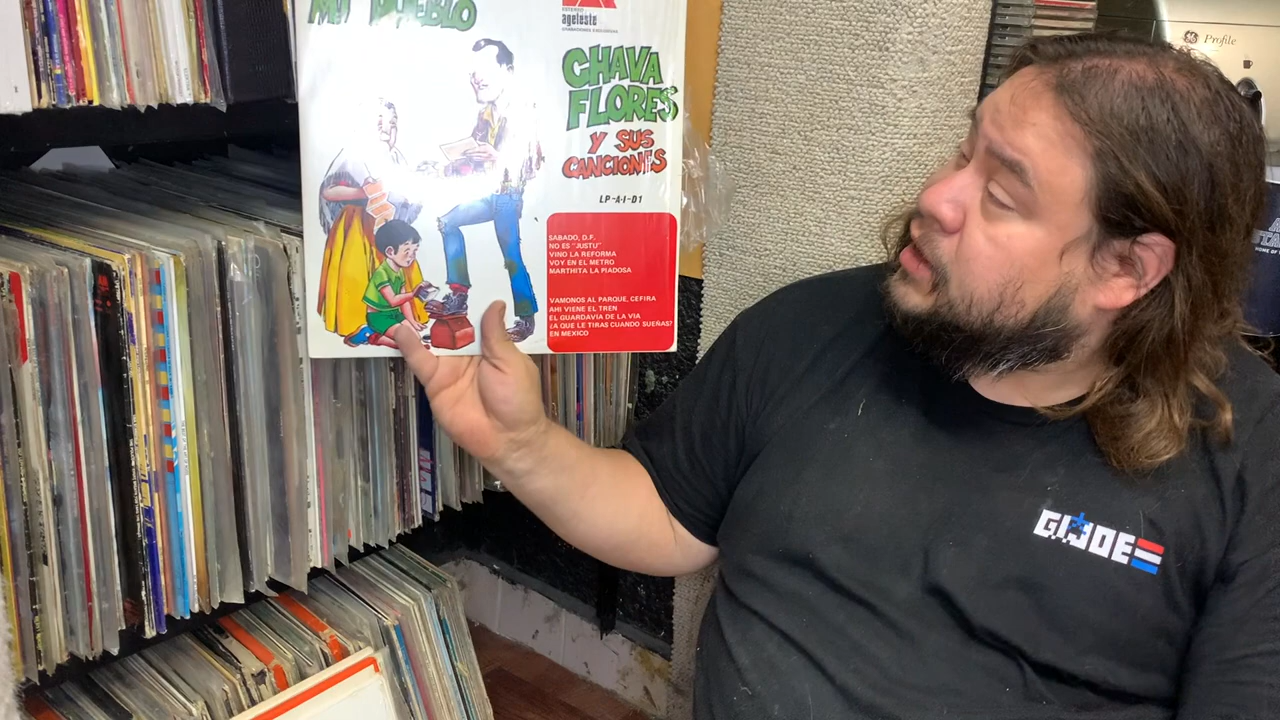 MI PUEBLO
ageleste
CHAVA
FLORES
Y SUS
CANCIONES
LP-A-I-D1
SABADO, D.F.
NO ES "JUSTU"
VINO LA REFORMA
VOY EN EL METRO
MARTHITA LA PIADOSA
VAMONOS AL PARQUE, CEFIRA
AHI VIENE EL TREN
EL GUARDAVIA DE LA VIA
¿A QUE LE TIRAS CUANDO SUEÑAS?
EN MEXICO
GE Profile
GIJOE